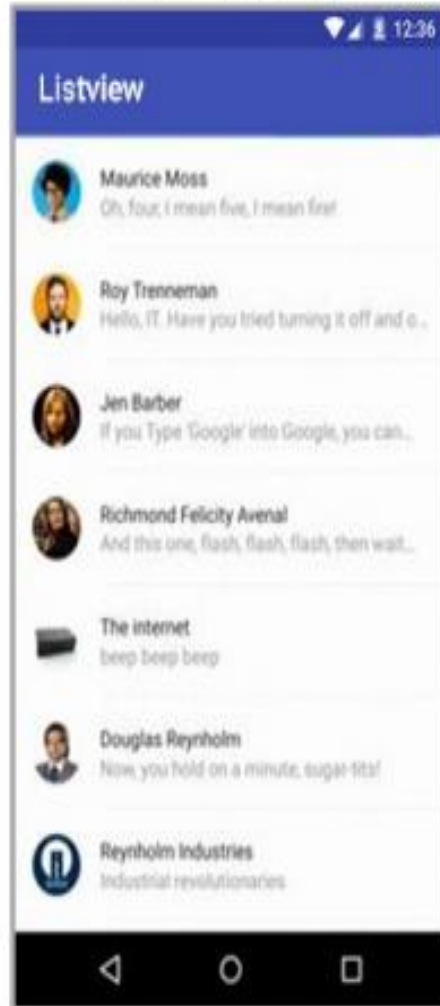 12:36
Listview
Maurice Moss
Oh, four, I mean five, I mean fire!
Roy Trenneman
Hello, IT. Have you tried turning it off and o...
Jen Barber
If you Type 'Google' into Google, you can...
Richmond Felicity Avenal
And this one, flash, flash, flash, then wait...
The internet
beep beep beep
Douglas Reynholm
Now, you hold on a minute, sugar-tits!
Reynholm Industries
Industrial revolutionaries